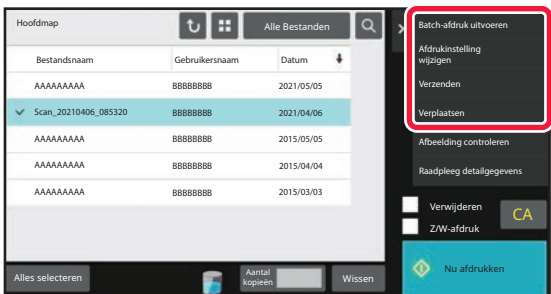 Hoofdmap
Alle Bestanden
Bestandsnaam Gebruikersnaam Datum
AAAAAAAAA BBBBBBBB 2021/05/05
Scan_20210406_085320 BBBBBBBB 2021/04/06
AAAAAAAAA BBBBBBBB 2015/05/05
AAAAAAAAA BBBBBBBB 2015/04/04
AAAAAAAAA BBBBBBBB 2015/03/03
Alles selecteren
Aantal
kopieën
Wissen
Batch-afdruk uitvoeren
Afdrukinstelling
wijzigen
Verzenden
Verplaatsen
Afbeelding controleren
Raadpleeg detailgegevens
Verwijderen
Z/W-afdruk
CA
Nu afdrukken